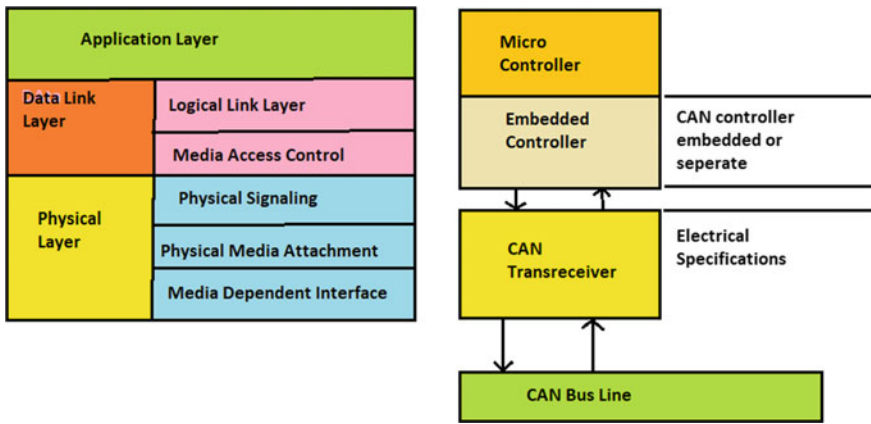 Application Layer
Data Link
Layer
Logical Link Layer
Media Access Control
Physical
Layer
Physical Signaling
Physical Media Attachment
Media Dependent Interface
Micro
Controller
Embedded
Controller
CAN controller
embedded or
seperate
CAN
Transreceiver
Electrical
Specifications
CAN Bus Line